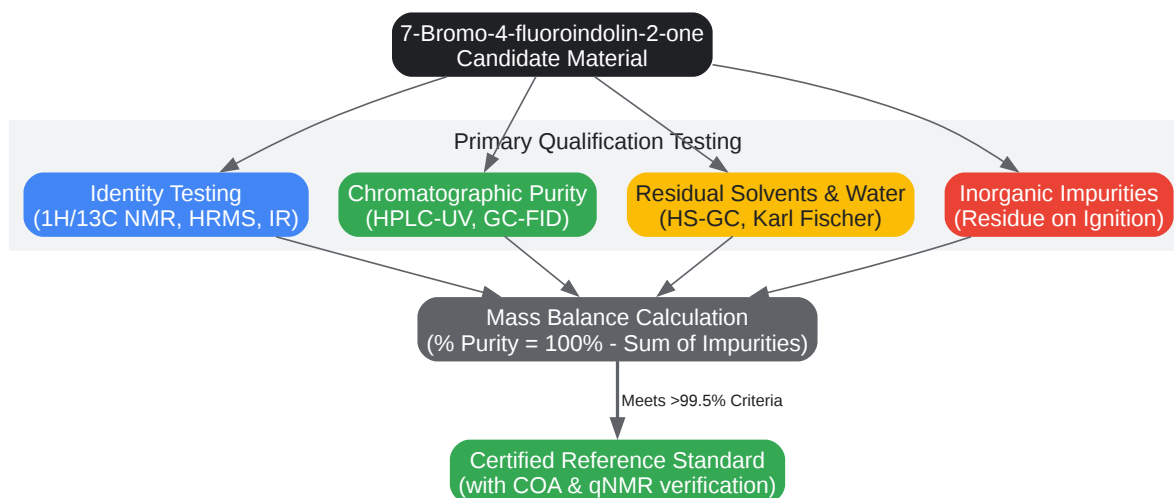 7-Bromo-4-fluoroindolin-2-one
Candidate Material
Primary Qualification Testing
Identity Testing
(1H/13C NMR, HRMS, IR)
Chromatographic Purity
(HPLC-UV, GC-FID)
Residual Solvents & Water
(HS-GC, Karl Fischer)
Inorganic Impurities
(Residue on Ignition)
Mass Balance Calculation
(% Purity = 100% - Sum of Impurities)
Meets >99.5% Criteria
Certified Reference Standard
(with COA & qNMR verification)